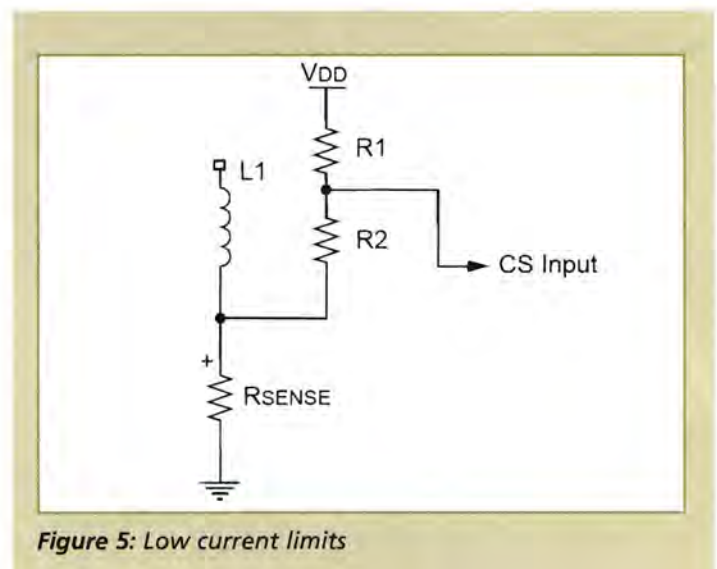 VDD
R1
L1
R2
CS Input
+
RSENSE
Figure 5: Low current limits